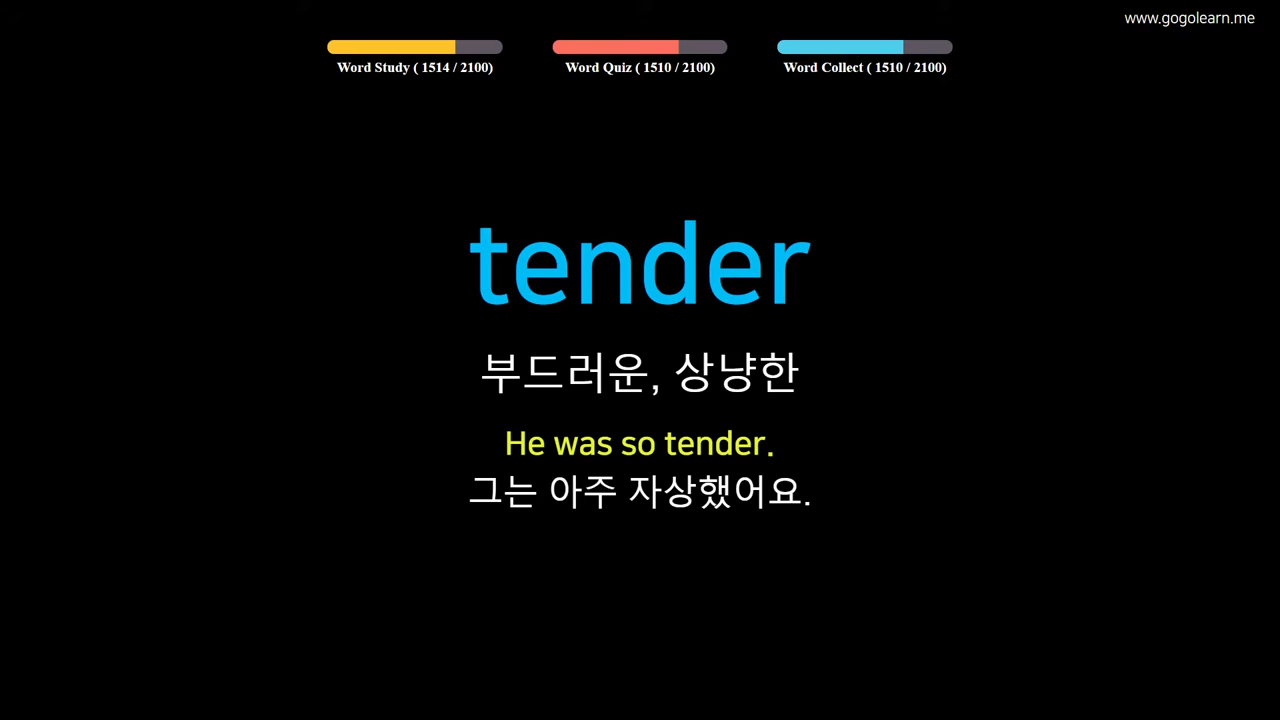 www.gogolearn.me
Word Study ( 1514 / 2100)
Word Quiz ( 1510 / 2100)
Word Collect ( 1510 / 2100)
tender
부드러운, 상냥한
He was so tender.
그는 아주 자상했어요.